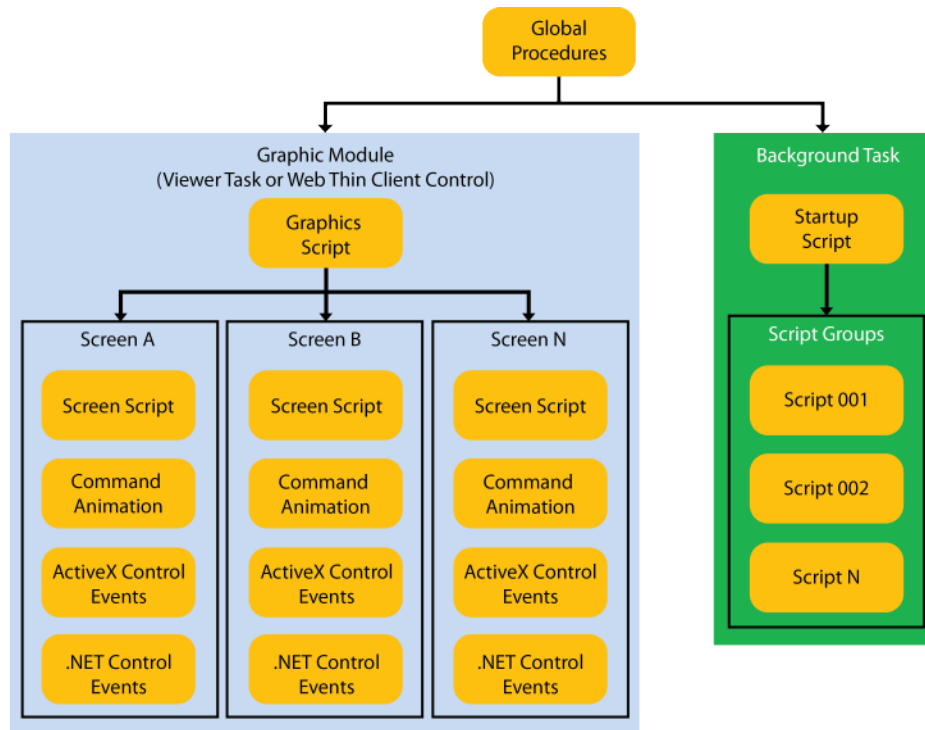 Global
Procedures
Graphic Module
(Viewer Task or Web Thin Client Control)
Graphics
Script
Screen A
Screen Script
Command
Animation
ActiveX Control
Events
.NET Control
Events
Screen B
Screen Script
Command
Animation
ActiveX Control
Events
.NET Control
Events
Screen N
Screen Script
Command
Animation
ActiveX Control
Events
.NET Control
Events
Background Task
Startup
Script
Script Groups
Script 001
Script 002
Script N